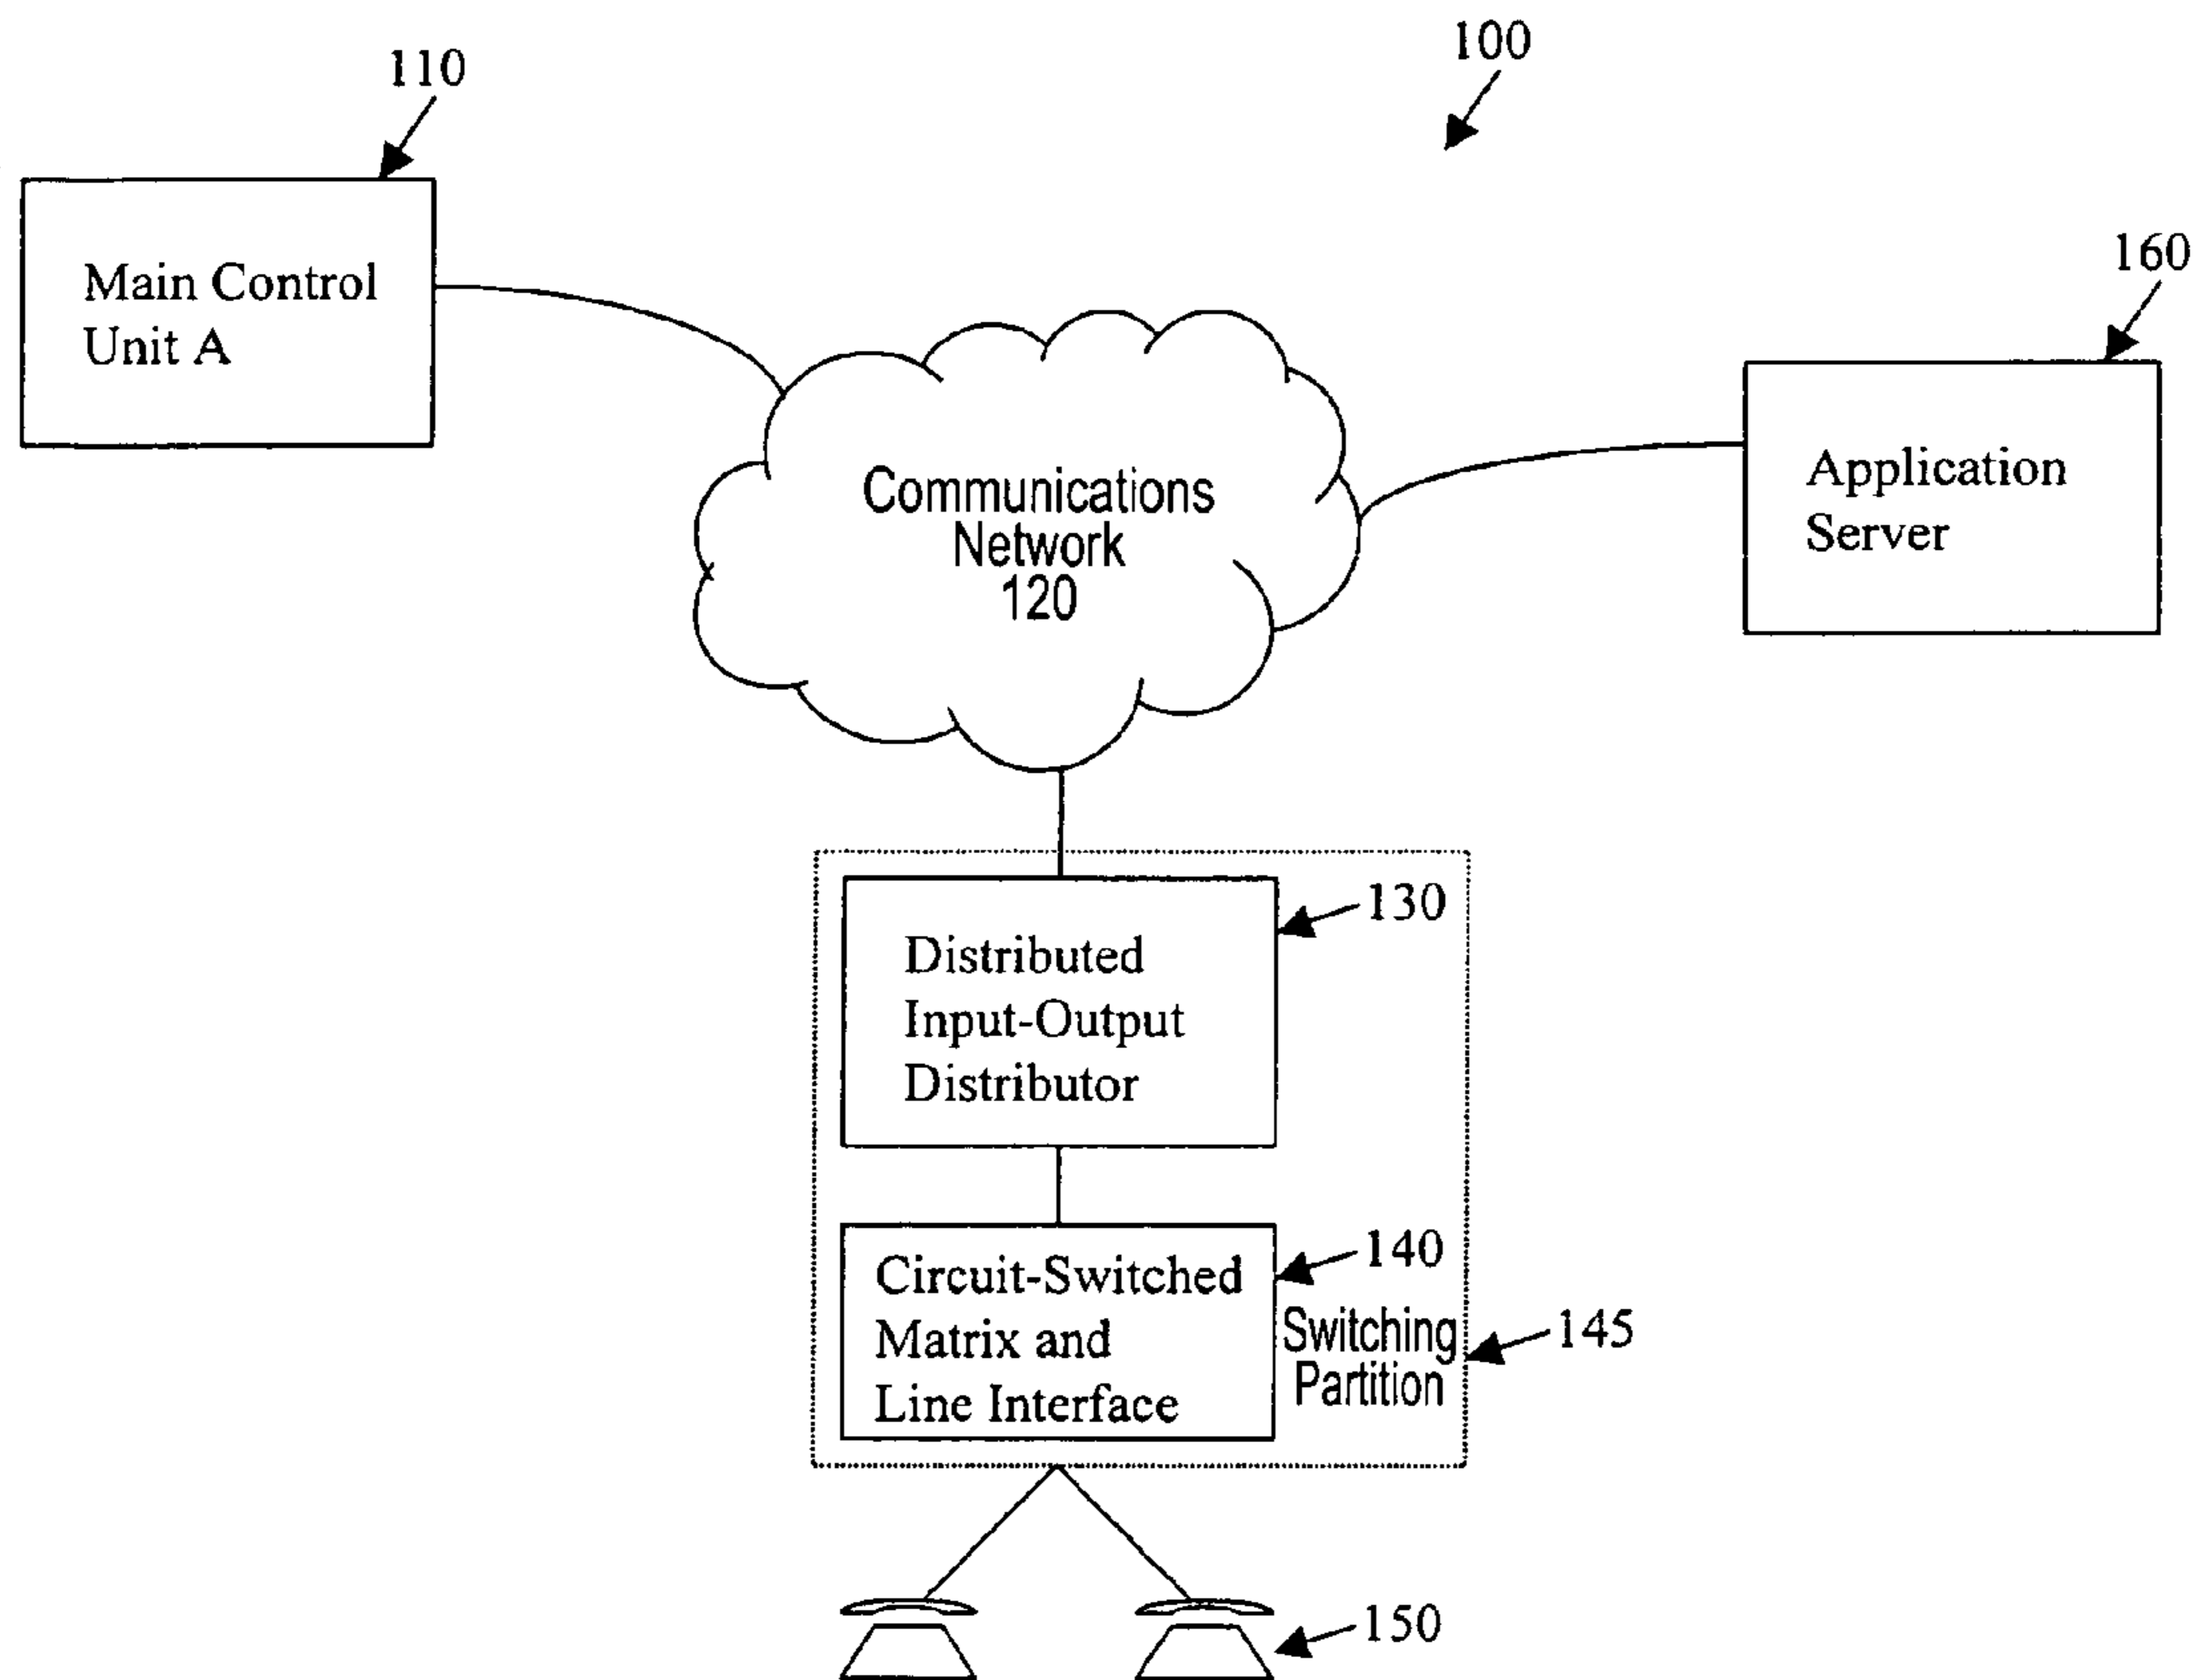 100
110
Main Control
Unit A
160
Application
Server
Communications
Network
120
130
Distributed
Input-Output
Distributor
140
Circuit-Switched
Matrix and
Line Interface
Switching
Partition
145
150